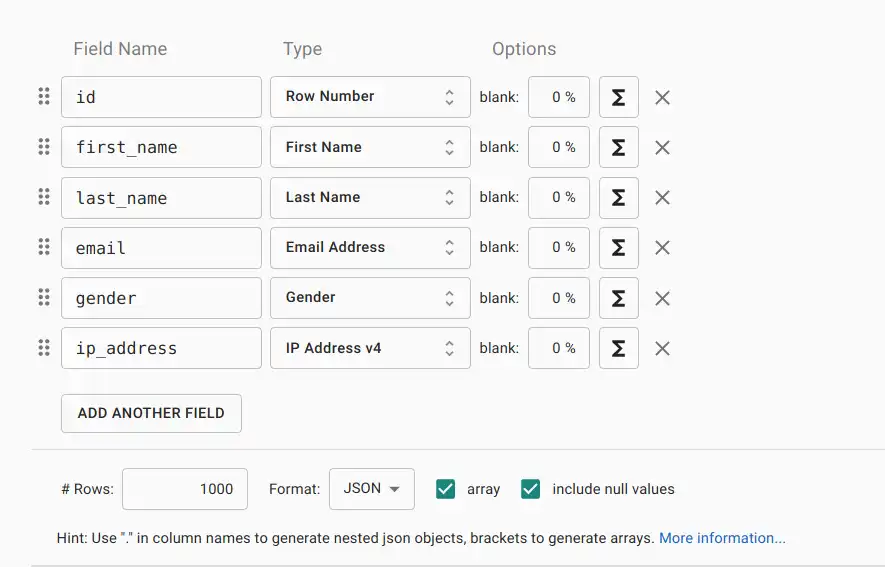 Field Name Type Options
id Row Number blank: 0 % Σ
first_name First Name blank: 0 % Σ
last_name Last Name blank: 0 % Σ
email Email Address blank: 0 % Σ
gender Gender blank: 0 % Σ
ip_address IP Address v4 blank: 0 % Σ
ADD ANOTHER FIELD
# Rows: 1000 Format: JSON array include null values
Hint: Use "." in column names to generate nested json objects, brackets to generate arrays. More information...